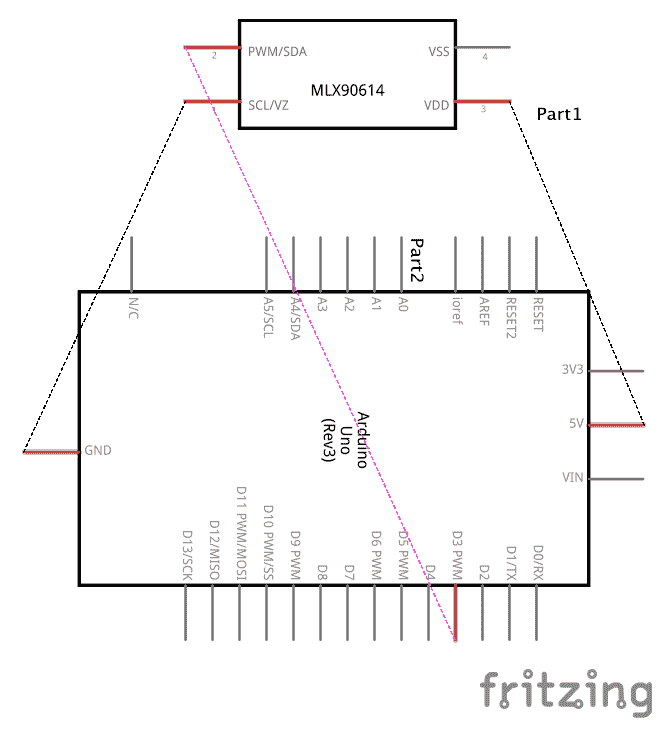 PWM/SDA
2
VSS
4
MLX90614
SCL/VZ
VDD
3
Part1
Part2
N/C
A5/SCL
A4/SDA
A3
A2
A1
A0
ioref
AREF
RESET2
RESET
3V3
5V
VIN
GND
Arduino
Uno
(Rev3)
D13/SCK
D12/MISO
D11 PWM/MOSI
D10 PWM/SS
D9 PWM
D8
D7
D6 PWM
D5 PWM
D4
D3 PWM
D2
D1/TX
D0/RX
fritzing